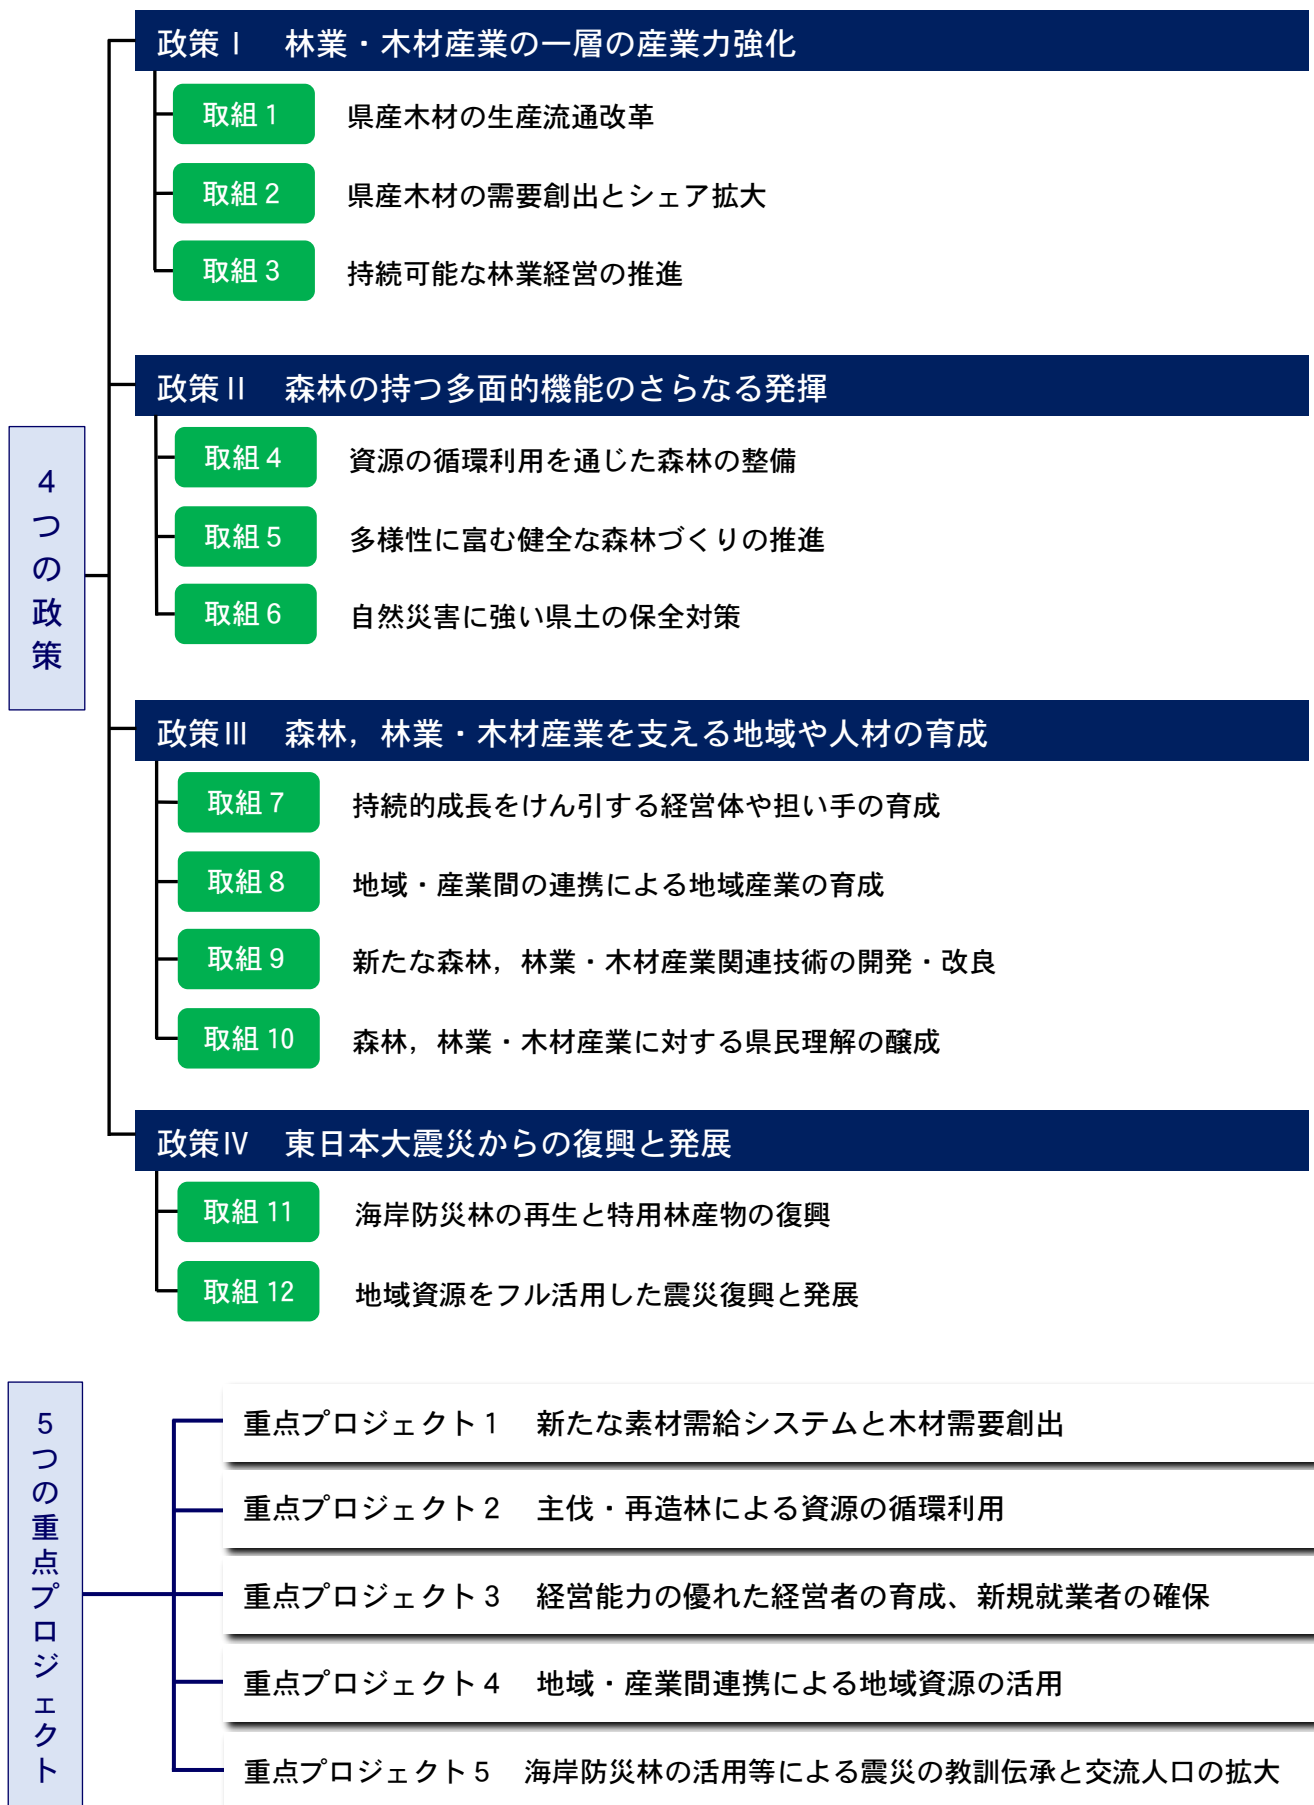 4つの政策
政策Ⅰ　林業・木材産業の一層の産業力強化
取組1　県産木材の生産流通改革
取組2　県産木材の需要創出とシェア拡大
取組3　持続可能な林業経営の推進
政策Ⅱ　森林の持つ多面的機能のさらなる発揮
取組4　資源の循環利用を通じた森林の整備
取組5　多様性に富む健全な森林づくりの推進
取組6　自然災害に強い県土の保全対策
政策Ⅲ　森林，林業・木材産業を支える地域や人材の育成
取組7　持続的成長をけん引する経営体や担い手の育成
取組8　地域・産業間の連携による地域産業の育成
取組9　新たな森林，林業・木材産業関連技術の開発・改良
取組10　森林，林業・木材産業に対する県民理解の醸成
政策Ⅳ　東日本大震災からの復興と発展
取組11　海岸防災林の再生と特用林産物の復興
取組12　地域資源をフル活用した震災復興と発展
5つの重点プロジェクト
重点プロジェクト1　新たな素材需給システムと木材需要創出
重点プロジェクト2　主伐・再造林による資源の循環利用
重点プロジェクト3　経営能力の優れた経営者の育成、新規就業者の確保
重点プロジェクト4　地域・産業間連携による地域資源の活用
重点プロジェクト5　海岸防災林の活用等による震災の教訓伝承と交流人口の拡大